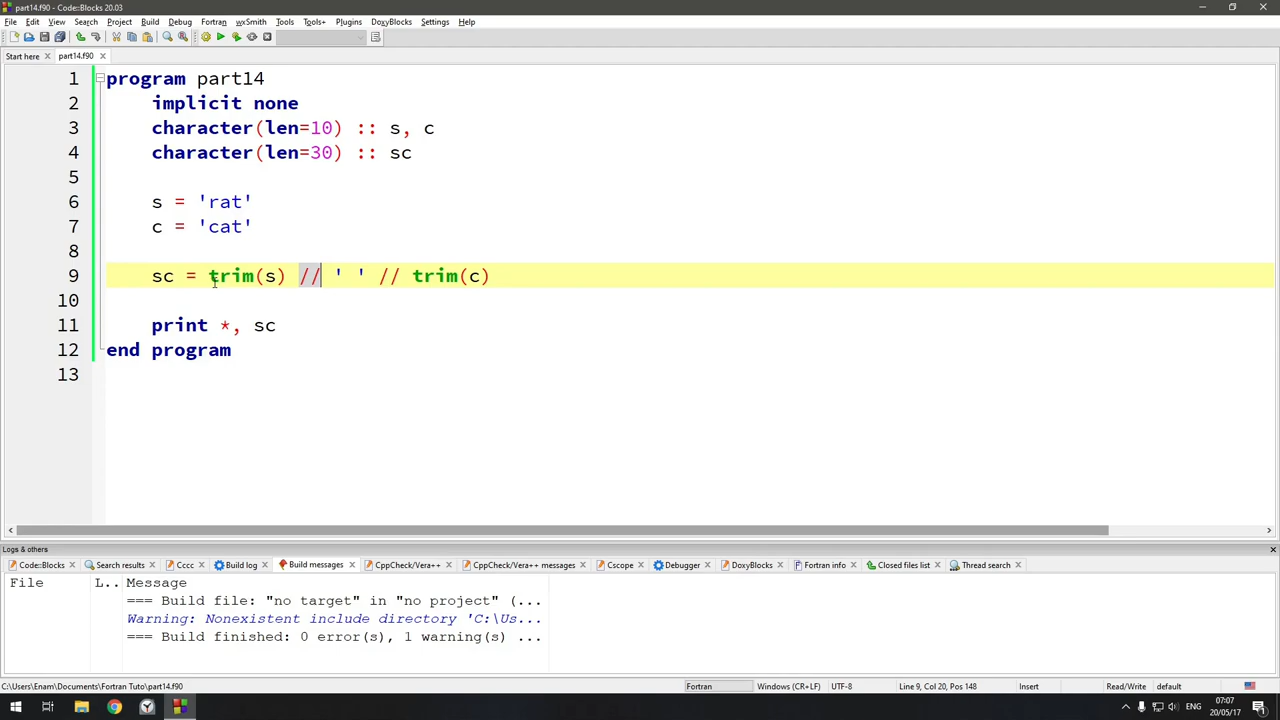 part14.f90 - Code::Blocks 20.03
File Edit View Search Project Build Debug Fortran wxSmith Tools Tools+ Plugins DoxyBlocks Settings Help
Start here part14.f90
1 program part14
2 implicit none
3 character(len=10) :: s, c
4 character(len=30) :: sc
5
6 s = 'rat'
7 c = 'cat'
8
9 sc = trim(s) // ' ' // trim(c)
10
11 print *, sc
12 end program
13
Logs & others
Code::Blocks Search results Cccc Build log Build messages CppCheck/Vera++ CppCheck/Vera++ messages Cscope Debugger DoxyBlocks Fortran info Closed files list Thread search
File L.. Message
=== Build file: "no target" in "no project" (...
Warning: Nonexistent include directory 'C:\Us...
=== Build finished: 0 error(s), 1 warning(s) ...
C:\Users\Enam\Documents\Fortran Tuto\part14.f90 Fortran Windows (CR+LF) UTF-8 Line 9, Col 20, Pos 148 Insert Read/Write default
07:07
20/05/17